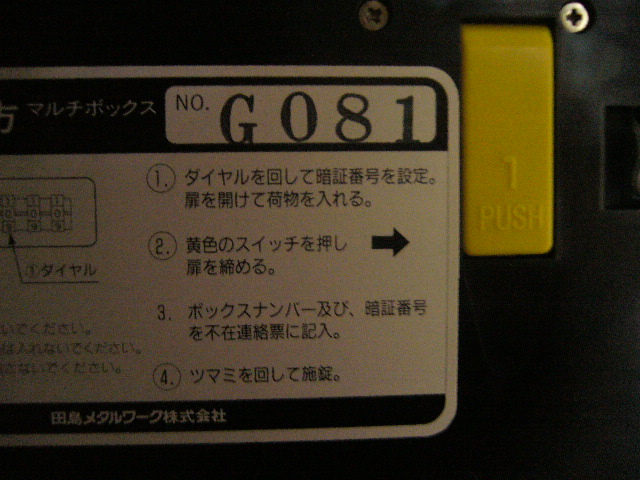 方 マルチボックス NO. G081
1. ダイヤルを回して暗証番号を設定。
扉を開けて荷物を入れる。
2. 黄色のスイッチを押し
扉を締める。
3. ボックスナンバー及び、暗証番号
を不在連絡票に記入。
4. ツマミを回して施錠。
①ダイヤル
いでください。
は入れないでください。
さないでください。
田島メタルワーク株式会社
1
PUSH